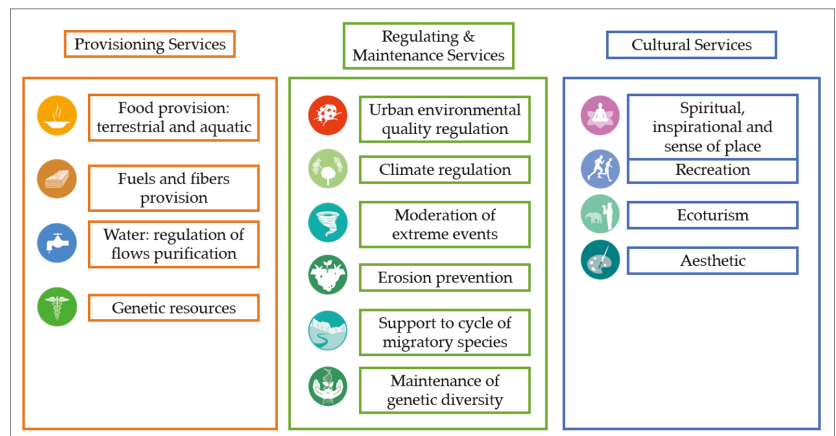 Provisioning Services
Food provision:
terrestrial and aquatic
Fuels and fibers
provision
Water: regulation of
flows purification
Genetic resources
Regulating &
Maintenance Services
Urban environmental
quality regulation
Climate regulation
Moderation of
extreme events
Erosion prevention
Support to cycle of
migratory species
Maintenance of
genetic diversity
Cultural Services
Spiritual,
inspirational and
sense of place
Recreation
Ecoturism
Aesthetic